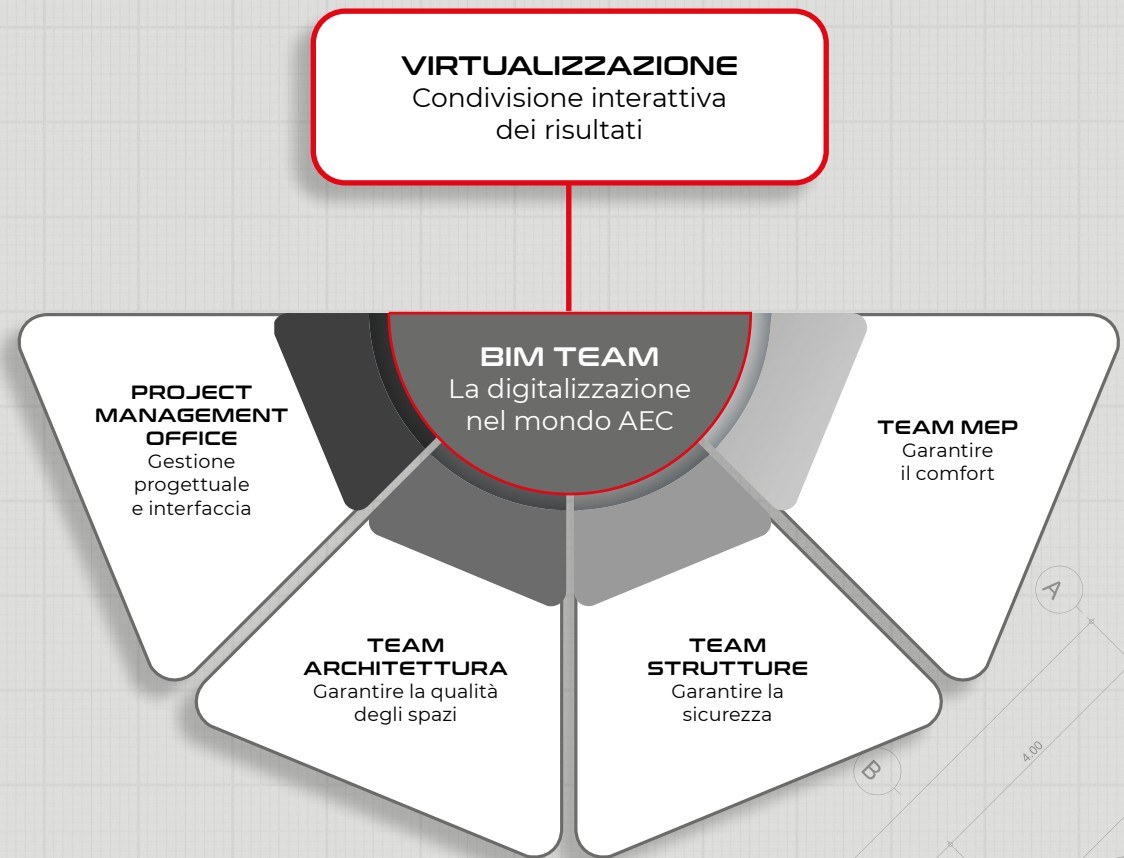 VIRTUALIZZAZIONE
Condivisione interattiva
dei risultati
BIM TEAM
La digitalizzazione
nel mondo AEC
PROJECT
MANAGEMENT
OFFICE
Gestione
progettuale
e interfaccia
TEAM
ARCHITETTURA
Garantire la qualità
degli spazi
TEAM
STRUTTURE
Garantire la
sicurezza
TEAM MEP
Garantire
il comfort
A
B
4.00